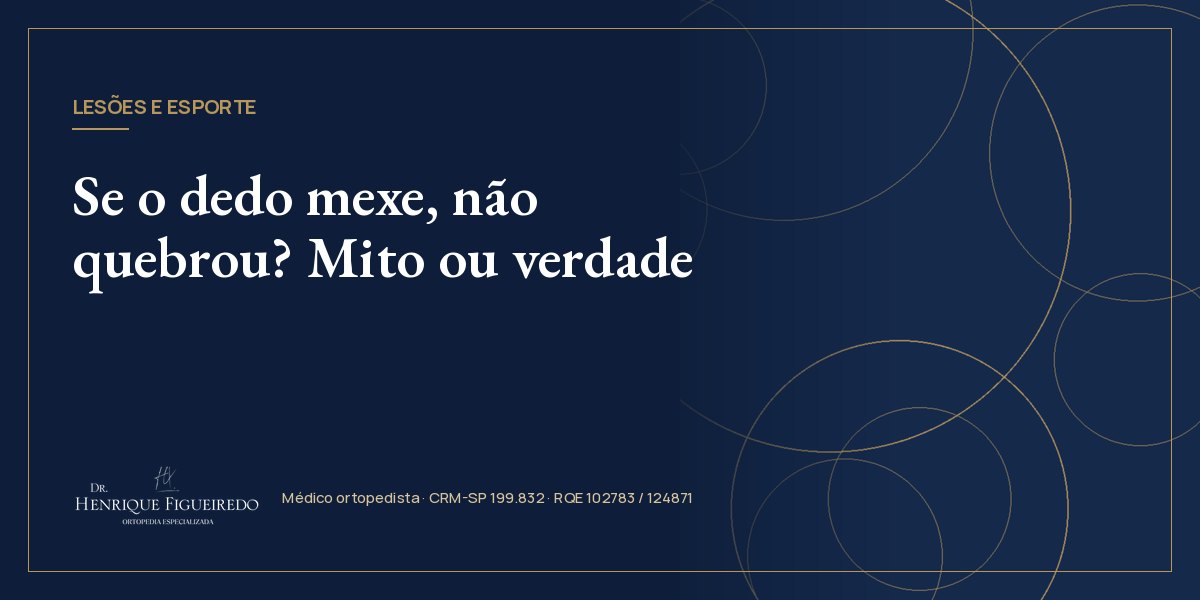 LESÕES E ESPORTE
Se o dedo mexe, não
quebrou? Mito ou verdade
DR.
HENRIQUE FIGUEIREDO
ORTOPEDIA ESPECIALIZADA
Médico ortopedista · CRM-SP 199.832 · RQE 102783 / 124871